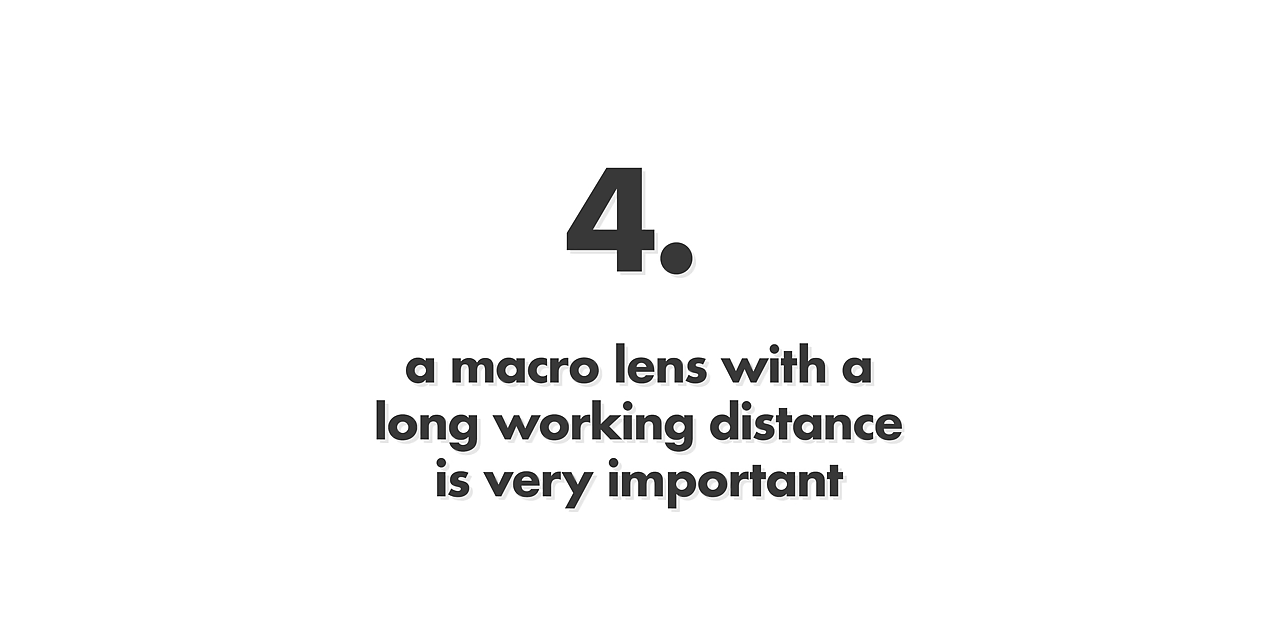 4.
a macro lens with a
long working distance
is very important